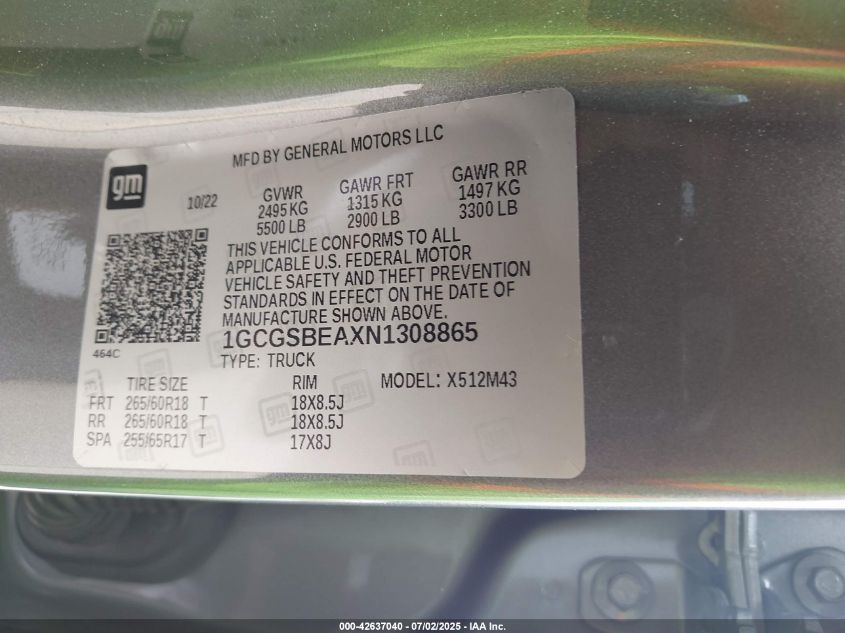 MFD BY GENERAL MOTORS LLC
gm
10/22
GVWR GAWR FRT GAWR RR
2495 KG 1315 KG 1497 KG
5500 LB 2900 LB 3300 LB
THIS VEHICLE CONFORMS TO ALL
APPLICABLE U.S. FEDERAL MOTOR
VEHICLE SAFETY AND THEFT PREVENTION
STANDARDS IN EFFECT ON THE DATE OF
MANUFACTURE SHOWN ABOVE.
1GCGSBEAXN1308865
464C
TYPE: TRUCK
TIRE SIZE RIM MODEL: X512M43
FRT 265/60R18 T 18X8.5J
RR 265/60R18 T 18X8.5J
SPA 255/65R17 T 17X8J
000-42637040 - 07/02/2025 - IAA Inc.